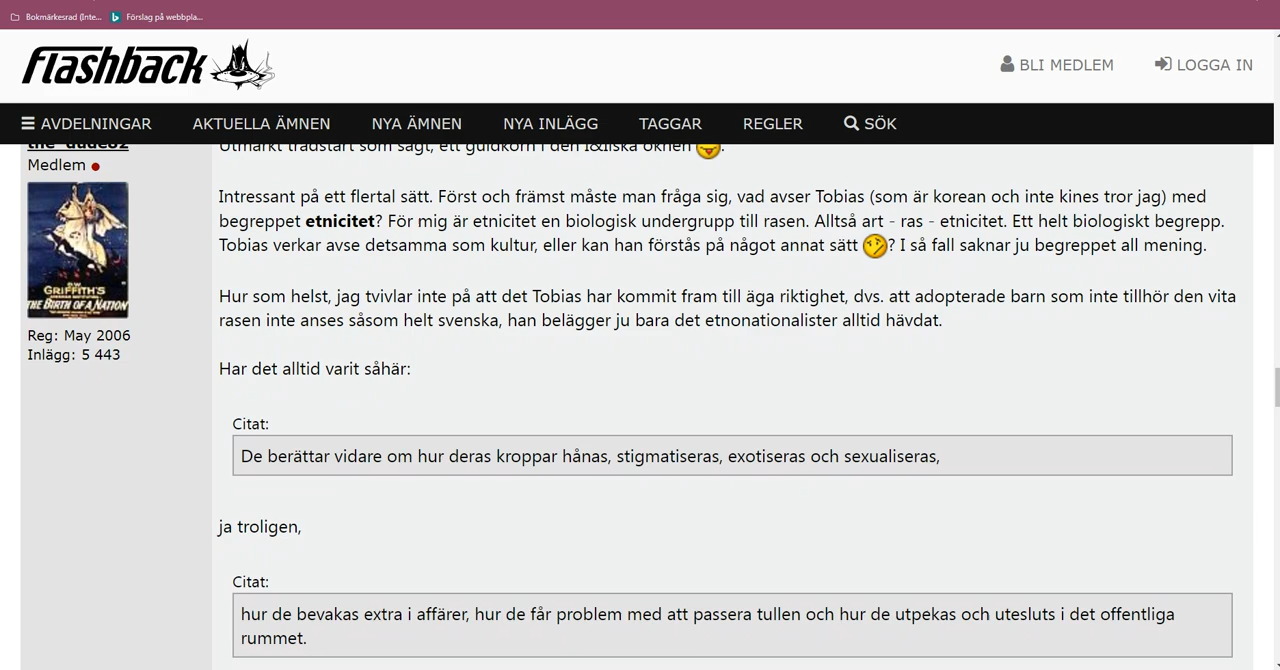 Bokmärkesrad (Inte... Förslag på webbpla...
flashback
BLI MEDLEM LOGGA IN
AVDELNINGAR AKTUELLA ÄMNEN NYA ÄMNEN NYA INLÄGG TAGGAR REGLER SÖK
the_dude82
Medlem
D.W.
GRIFFITH'S
THE BIRTH OF A NATION
Reg: May 2006
Inlägg: 5 443
Utmärkt trådstart som sagt, ett guldkorn i den
Intressant på ett flertal sätt. Först och främst måste man fråga sig, vad avser Tobias (som är korean och inte kines tror jag) med
begreppet etnicitet? För mig är etnicitet en biologisk undergrupp till rasen. Alltså art - ras - etnicitet. Ett helt biologiskt begrepp.
Tobias verkar avse detsamma som kultur, eller kan han förstås på något annat sätt ? I så fall saknar ju begreppet all mening.
Hur som helst, jag tvivlar inte på att det Tobias har kommit fram till äga riktighet, dvs. att adopterade barn som inte tillhör den vita
rasen inte anses såsom helt svenska, han belägger ju bara det etnonationalister alltid hävdat.
Har det alltid varit såhär:
Citat:
De berättar vidare om hur deras kroppar hånas, stigmatiseras, exotiseras och sexualiseras,
ja troligen,
Citat:
hur de bevakas extra i affärer, hur de får problem med att passera tullen och hur de utpekas och utesluts i det offentliga
rummet.